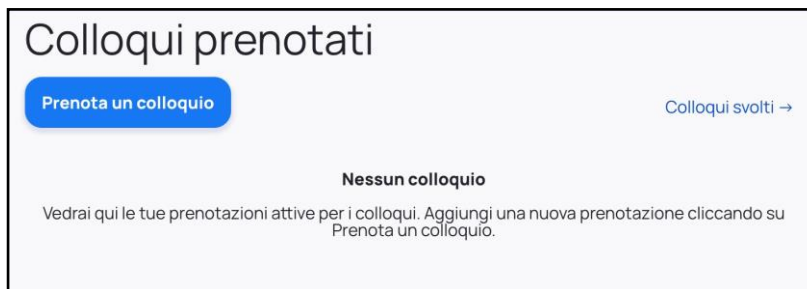 Colloqui prenotati
Prenota un colloquio
Colloqui svolti →
Nessun colloquio
Vedrai qui le tue prenotazioni attive per i colloqui. Aggiungi una nuova prenotazione cliccando su
Prenota un colloquio.